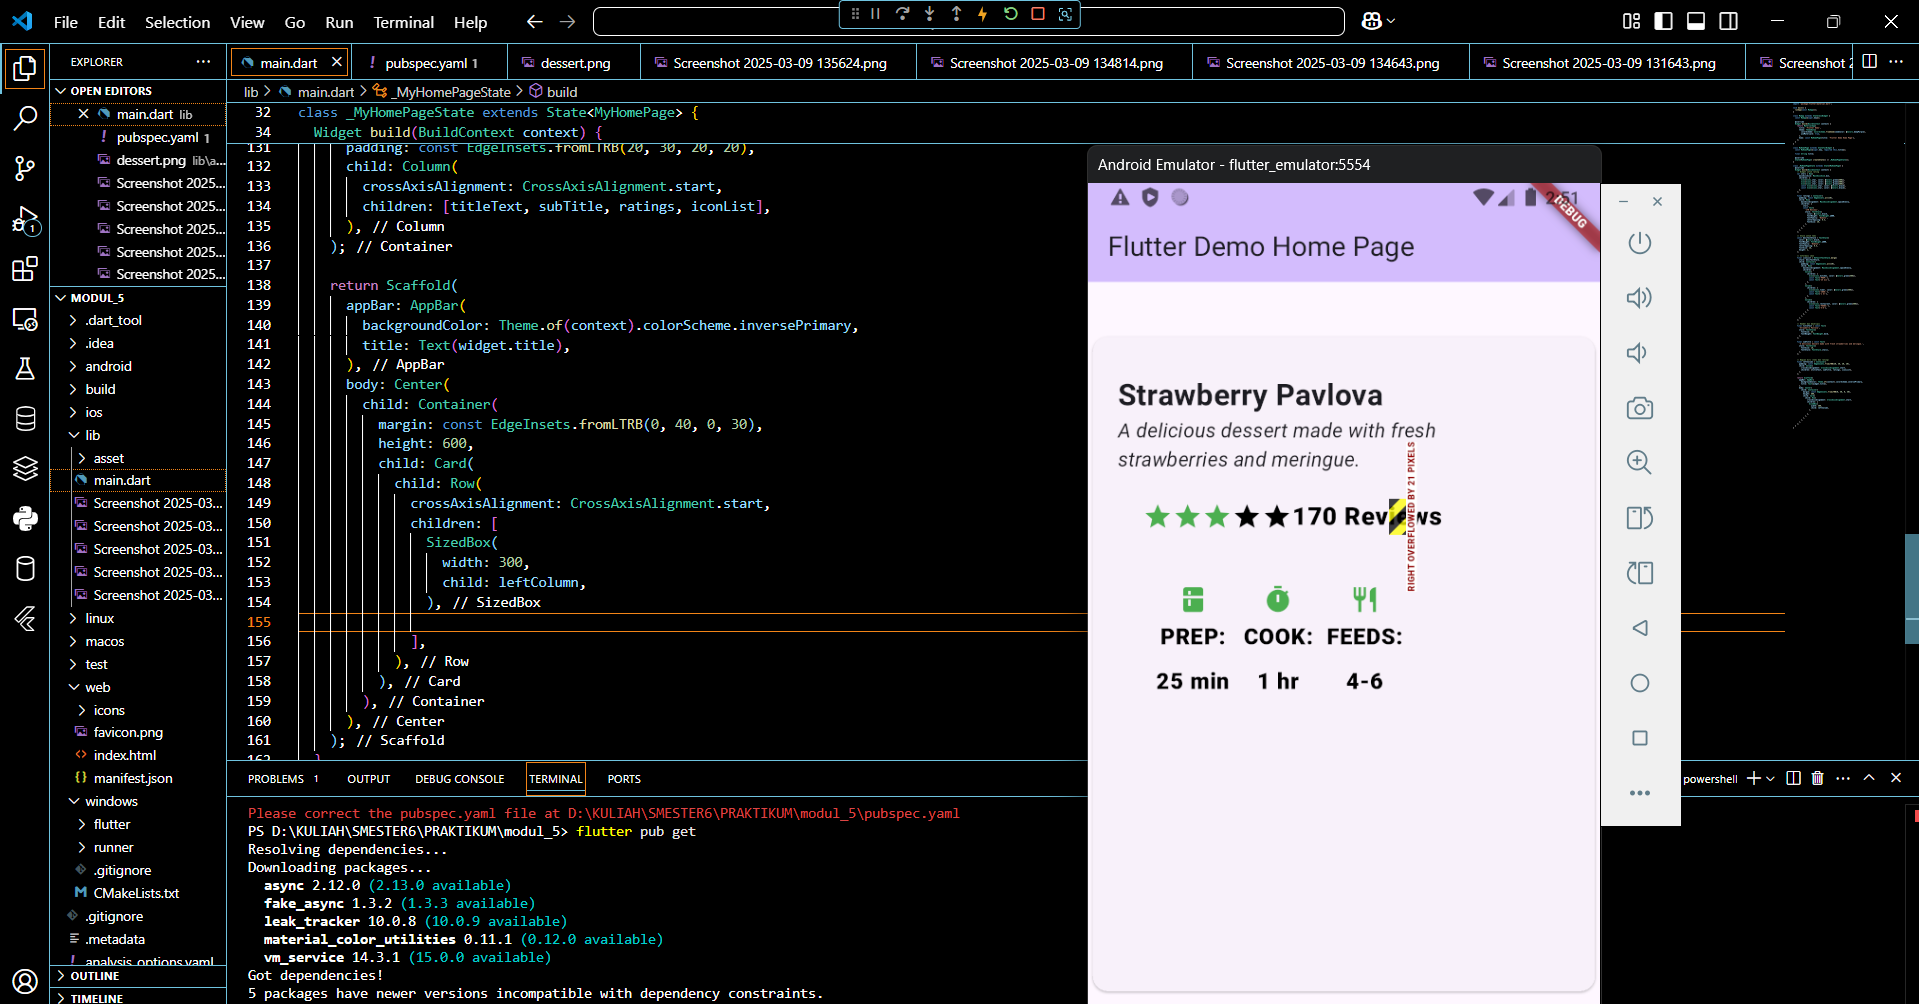 File Edit Selection View Go Run Terminal Help
EXPLORER
OPEN EDITORS
main.dart lib
pubspec.yaml 1
dessert.png lib\a...
Screenshot 2025...
Screenshot 2025...
Screenshot 2025...
Screenshot 2025...
Screenshot 2025...
MODUL_5
.dart_tool
.idea
android
build
ios
lib
asset
main.dart
Screenshot 2025-03...
Screenshot 2025-03...
Screenshot 2025-03...
Screenshot 2025-03...
Screenshot 2025-03...
linux
macos
test
web
icons
favicon.png
index.html
manifest.json
windows
flutter
runner
.gitignore
CMakeLists.txt
.gitignore
.metadata
analysis_options.yaml
OUTLINE
TIMELINE
1
main.dart
pubspec.yaml 1
dessert.png
Screenshot 2025-03-09 135624.png
Screenshot 2025-03-09 134814.png
Screenshot 2025-03-09 134643.png
Screenshot 2025-03-09 131643.png
Screenshot 2
lib > main.dart > _MyHomePageState > build
32 class _MyHomePageState extends State<MyHomePage> {
34 Widget build(BuildContext context) {
131 padding: const EdgeInsets.fromLTRB(20, 30, 20, 20),
132 child: Column(
133 crossAxisAlignment: CrossAxisAlignment.start,
134 children: [titleText, subTitle, ratings, iconList],
135 ), // Column
136 ); // Container
137
138 return Scaffold(
139 appBar: AppBar(
140 backgroundColor: Theme.of(context).colorScheme.inversePrimary,
141 title: Text(widget.title),
142 ), // AppBar
143 body: Center(
144 child: Container(
145 margin: const EdgeInsets.fromLTRB(0, 40, 0, 30),
146 height: 600,
147 child: Card(
148 child: Row(
149 crossAxisAlignment: CrossAxisAlignment.start,
150 children: [
151 SizedBox(
152 width: 300,
153 child: leftColumn,
154 ), // SizedBox
155
156 ],
157 ), // Row
158 ), // Card
159 ), // Container
160 ), // Center
161 ); // Scaffold
162 }
PROBLEMS 1 OUTPUT DEBUG CONSOLE TERMINAL PORTS
powershell
Please correct the pubspec.yaml file at D:\KULIAH\SMESTER6\PRAKTIKUM\modul_5\pubspec.yaml
PS D:\KULIAH\SMESTER6\PRAKTIKUM\modul_5> flutter pub get
Resolving dependencies...
Downloading packages...
async 2.12.0 (2.13.0 available)
fake_async 1.3.2 (1.3.3 available)
leak_tracker 10.0.8 (10.0.9 available)
material_color_utilities 0.11.1 (0.12.0 available)
vm_service 14.3.1 (15.0.0 available)
Got dependencies!
5 packages have newer versions incompatible with dependency constraints.
Android Emulator - flutter_emulator:5554
2:51
DEBUG
Flutter Demo Home Page
Strawberry Pavlova
A delicious dessert made with fresh
strawberries and meringue.
170 Reviews
RIGHT OVERFLOWED BY 21 PIXELS
PREP: COOK: FEEDS:
25 min 1 hr 4-6